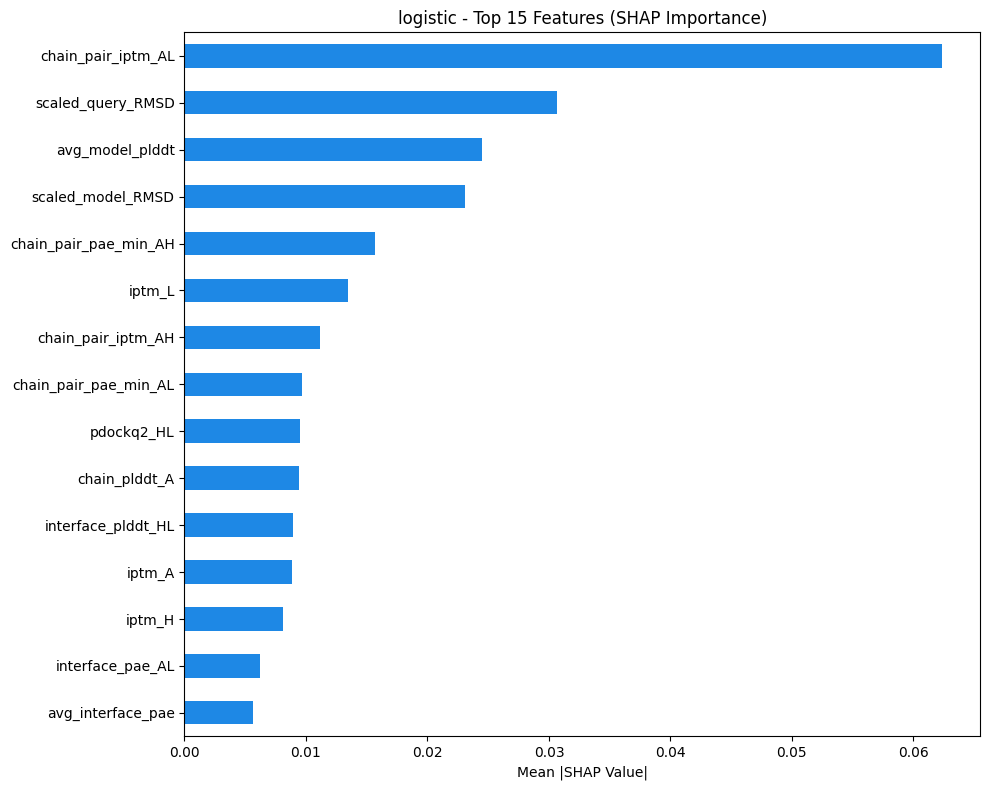 logistic - Top 15 Features (SHAP Importance)
chain_pair_iptm_AL
scaled_query_RMSD
avg_model_plddt
scaled_model_RMSD
chain_pair_pae_min_AH
iptm_L
chain_pair_iptm_AH
chain_pair_pae_min_AL
pdockq2_HL
chain_plddt_A
interface_plddt_HL
iptm_A
iptm_H
interface_pae_AL
avg_interface_pae
0.00 0.01 0.02 0.03 0.04 0.05 0.06
Mean |SHAP Value|